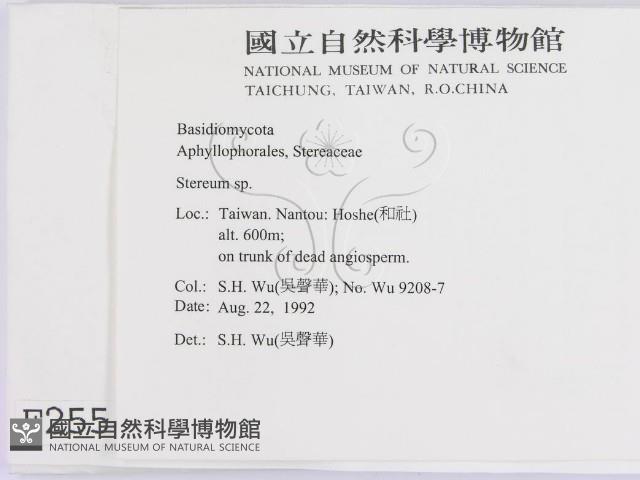 國立自然科學博物館
NATIONAL MUSEUM OF NATURAL SCIENCE
TAICHUNG, TAIWAN, R.O.CHINA
Basidiomycota
Aphyllophorales, Stereaceae
Stereum sp.
Loc.: Taiwan. Nantou: Hoshe(和社)
alt. 600m;
on trunk of dead angiosperm.
Col.: S.H. Wu(吳聲華); No. Wu 9208-7
Date: Aug. 22, 1992
Det.: S.H. Wu(吳聲華)
F255
國立自然科學博物館
NATIONAL MUSEUM OF NATURAL SCIENCE